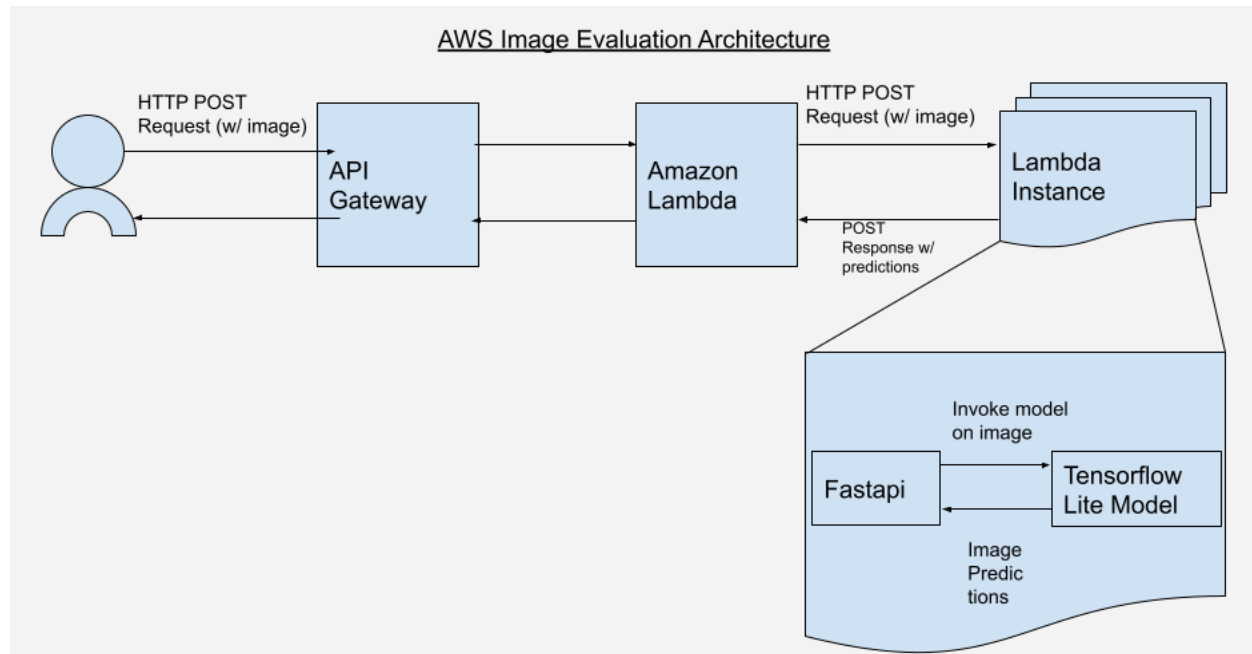 AWS Image Evaluation Architecture
HTTP POST
Request (w/ image)
API
Gateway
Amazon
Lambda
HTTP POST
Request (w/ image)
Lambda
Instance
POST
Response w/
predictions
Invoke model
on image
Fastapi
Tensorflow
Lite Model
Image
Predic
tions